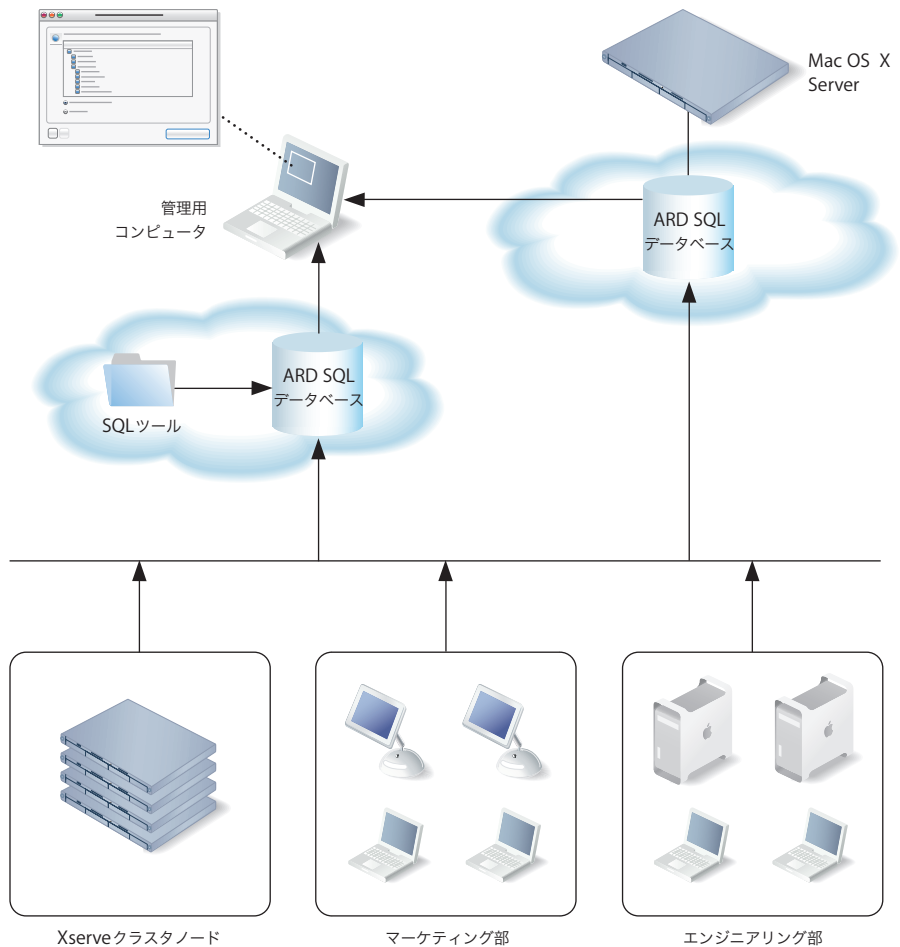 Mac OS X
Server
管理用
コンピュータ
ARD SQL
データベース
ARD SQL
データベース
SQLツール
Xserveクラスタノード
マーケティング部
エンジニアリング部